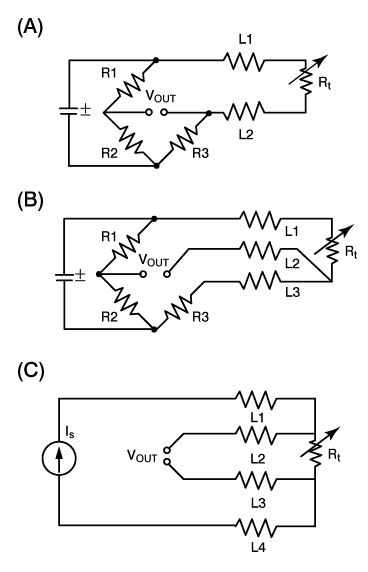 (A)
L1
R1
Rt
VOUT
±
L2
R2
R3
(B)
R1
L1
VOUT
Rt
±
L2
L3
R2
R3
(C)
Is
L1
VOUT
L2
Rt
L3
L4